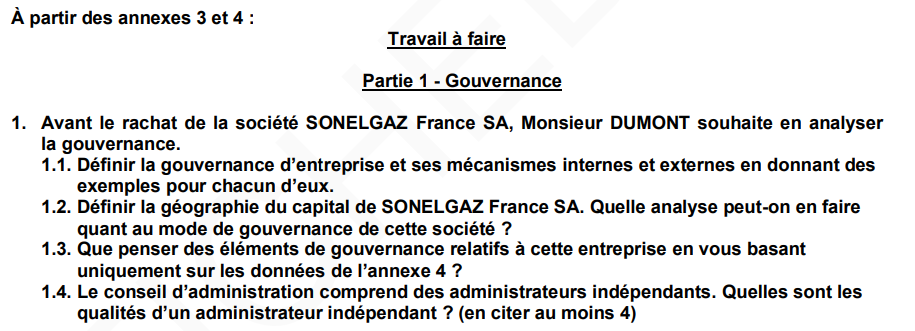 À partir des annexes 3 et 4 :
Travail à faire
Partie 1 - Gouvernance
1. Avant le rachat de la société SONELGAZ France SA, Monsieur DUMONT souhaite en analyser
la gouvernance.
1.1. Définir la gouvernance d'entreprise et ses mécanismes internes et externes en donnant des
exemples pour chacun d'eux.
1.2. Définir la géographie du capital de SONELGAZ France SA. Quelle analyse peut-on en faire
quant au mode de gouvernance de cette société ?
1.3. Que penser des éléments de gouvernance relatifs à cette entreprise en vous basant
uniquement sur les données de l'annexe 4 ?
1.4. Le conseil d'administration comprend des administrateurs indépendants. Quelles sont les
qualités d'un administrateur indépendant ? (en citer au moins 4)